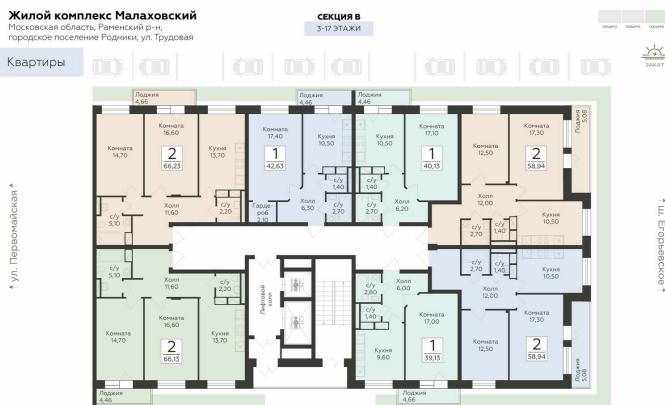 Жилой комплекс Малаховский
Московская область, Раменский р-н,
городское поселение Родники, ул. Трудовая
СЕКЦИЯ В
3-17 ЭТАЖИ
ЗАКАТ
Квартиры
Лоджия
4,66
Лоджия
4,46
Лоджия
4,46
Лоджия
5,08
Комната
14,70
Комната
16,60
2
66,23
Кухня
13,70
Холл
11,60
с/у
5,10
с/у
2,20
Комната
17,40
1
42,63
Кухня
10,50
с/у
1,40
Гарде-
роб
2,10
Холл
6,30
с/у
2,70
Кухня
10,50
Комната
17,10
1
40,13
с/у
1,40
с/у
2,70
Холл
6,20
Комната
12,50
Комната
17,30
2
58,94
Холл
12,00
с/у
2,70
с/у
1,40
Кухня
10,50
ул. Первомайская
ш. Егорьевское
с/у
5,10
Холл
11,60
с/у
2,20
Комната
14,70
Комната
16,60
2
66,13
Кухня
13,70
Лоджия
4,46
Лифтовой
холл
с/у
2,80
с/у
1,40
Холл
6,00
Кухня
9,60
Комната
17,00
1
39,13
Лоджия
4,66
с/у
2,70
с/у
1,40
Кухня
10,50
Холл
12,00
Комната
12,50
Комната
17,30
2
58,94
Лоджия
5,08